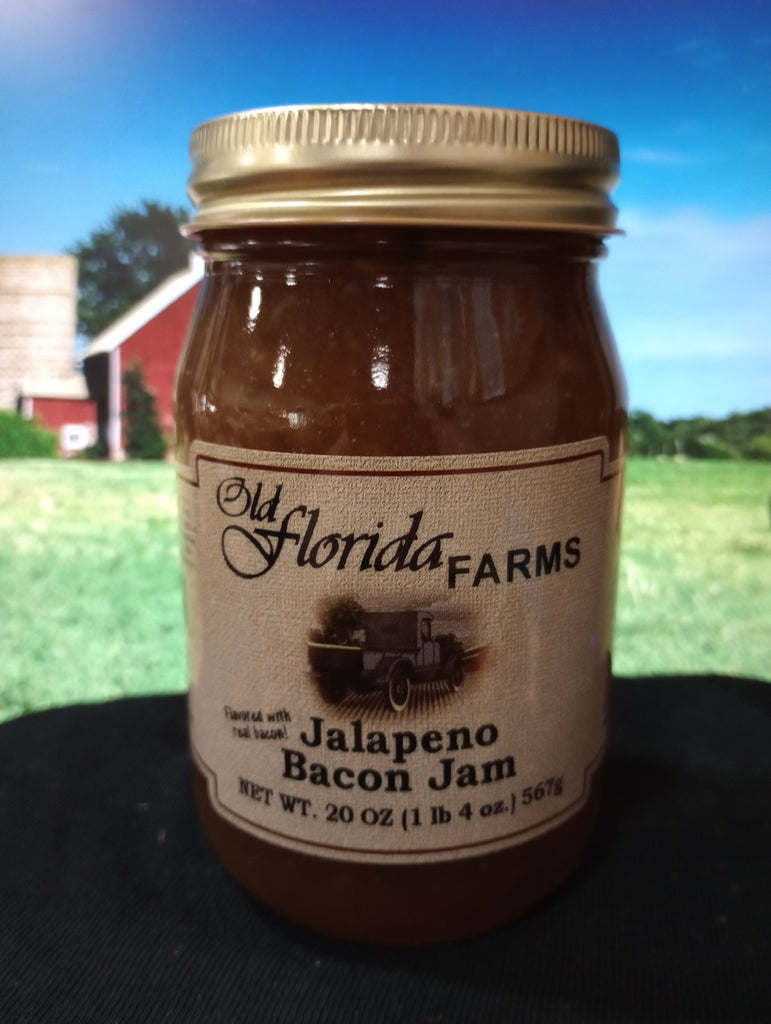 Old
Florida FARMS
Flavored with
real bacon!
Jalapeno
Bacon Jam
NET WT. 20 OZ (1 lb 4 oz.) 567g